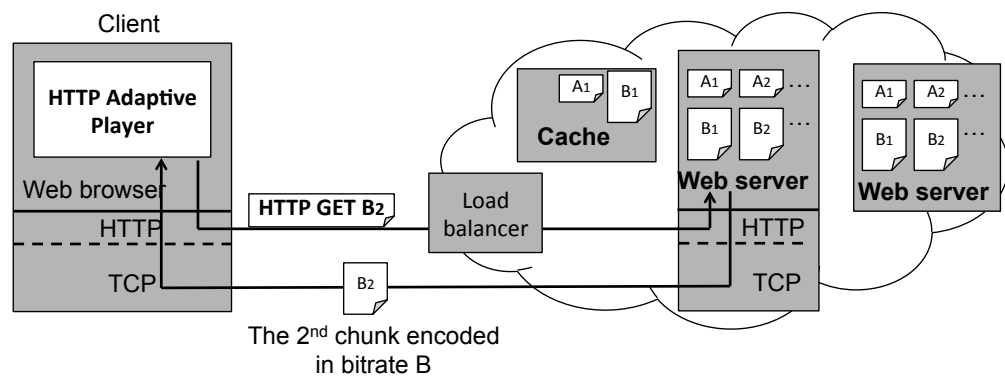 Client
HTTP Adaptive
Player
Web browser
HTTP
TCP
HTTP GET B2
Load
balancer
B2
The 2nd chunk encoded
in bitrate B
A1
B1
Cache
A1
A2
...
B1
B2
...
Web server
HTTP
TCP
A1
A2
...
B1
B2
...
Web server